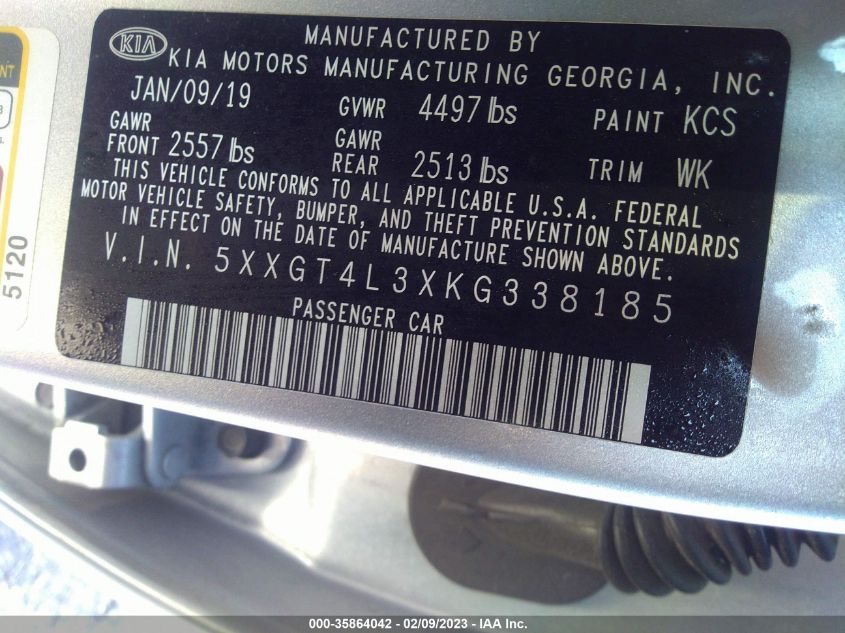 KIA
MANUFACTURED BY
KIA MOTORS MANUFACTURING GEORGIA, INC.
JAN/09/19 GVWR 4497 lbs PAINT KCS
GAWR FRONT 2557 lbs GAWR REAR 2513 lbs TRIM WK
THIS VEHICLE CONFORMS TO ALL APPLICABLE U.S.A. FEDERAL
MOTOR VEHICLE SAFETY, BUMPER, AND THEFT PREVENTION STANDARDS
IN EFFECT ON THE DATE OF MANUFACTURE SHOWN ABOVE.
V.I.N. 5XXGT4L3XKG338185
PASSENGER CAR
5120
000-35864042 - 02/09/2023 - IAA Inc.